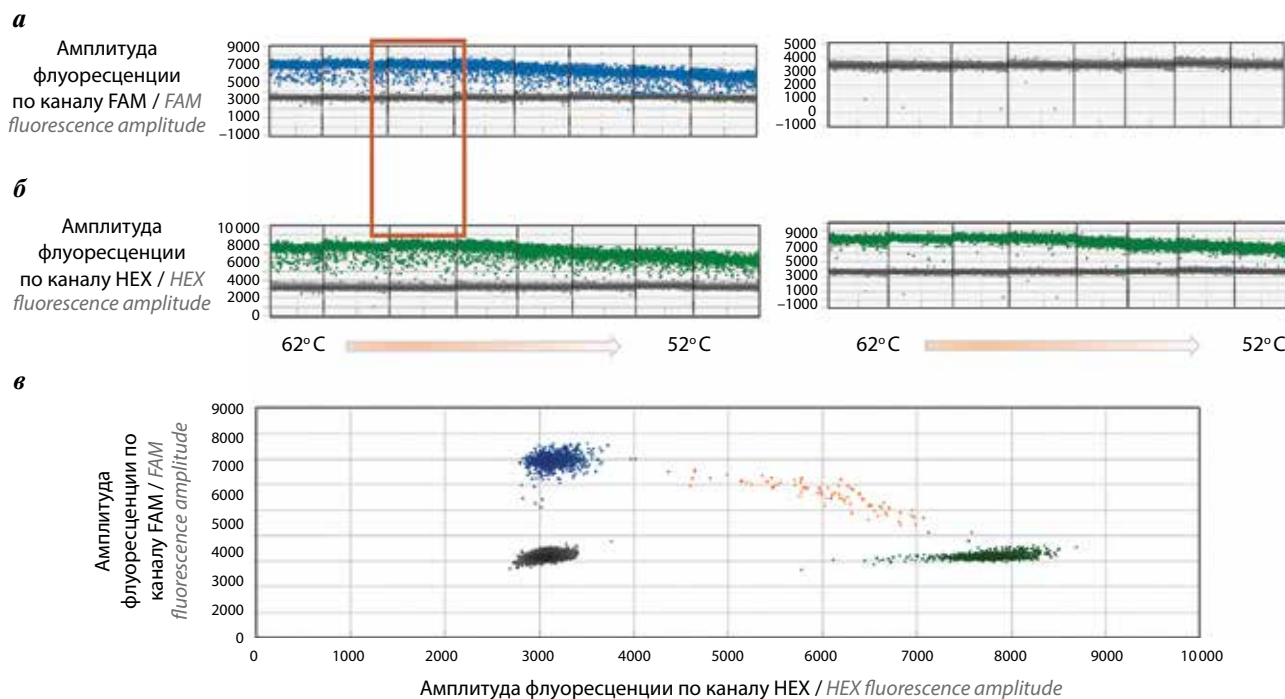 а
Амплитуда
флуоресценции
по каналу FAM / FAM
fluorescence amplitude
9000
7000
5000
3000
1000
–1000
5000
4000
3000
2000
1000
0
–1000
б
Амплитуда
флуоресценции
по каналу HEX / HEX
fluorescence amplitude
10 000
8000
6000
4000
2000
0
9000
7000
5000
3000
1000
–1000
62° C
52° C
62° C
52° C
в
Амплитуда
флуоресценции по
каналу FAM / FAM
fluorescence amplitude
9000
8000
7000
6000
5000
4000
3000
2000
1000
0
0 1000 2000 3000 4000 5000 6000 7000 8000 9000 10 000
Амплитуда флуоресценции по каналу HEX / HEX fluorescence amplitude